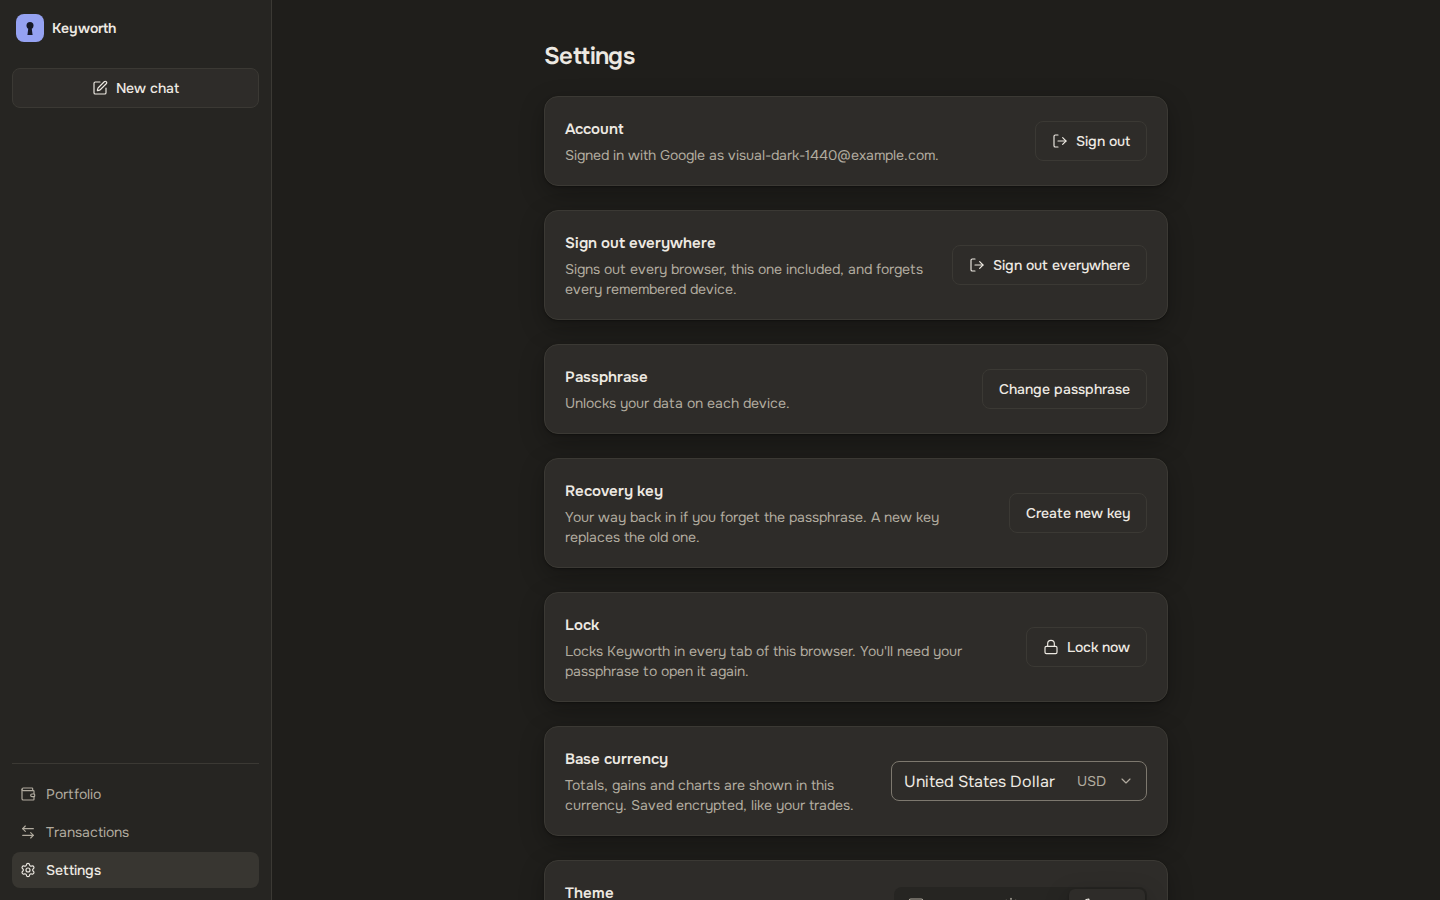 Keyworth
New chat
Portfolio
Transactions
Settings
Settings
Account
Signed in with Google as visual-dark-1440@example.com.
Sign out
Sign out everywhere
Signs out every browser, this one included, and forgets
every remembered device.
Sign out everywhere
Passphrase
Unlocks your data on each device.
Change passphrase
Recovery key
Your way back in if you forget the passphrase. A new key
replaces the old one.
Create new key
Lock
Locks Keyworth in every tab of this browser. You'll need your
passphrase to open it again.
Lock now
Base currency
Totals, gains and charts are shown in this
currency. Saved encrypted, like your trades.
United States Dollar USD
Theme